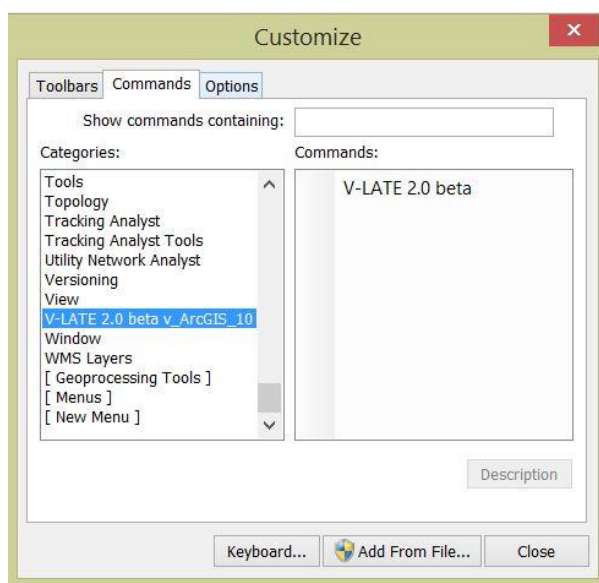 Customize
Toolbars Commands Options
Show commands containing:
Categories: Commands:
Tools
Topology
Tracking Analyst
Tracking Analyst Tools
Utility Network Analyst
Versioning
View
V-LATE 2.0 beta v_ArcGIS_10
Window
WMS Layers
[ Geoprocessing Tools ]
[ Menus ]
[ New Menu ]
V-LATE 2.0 beta
Description
Keyboard... Add From File... Close